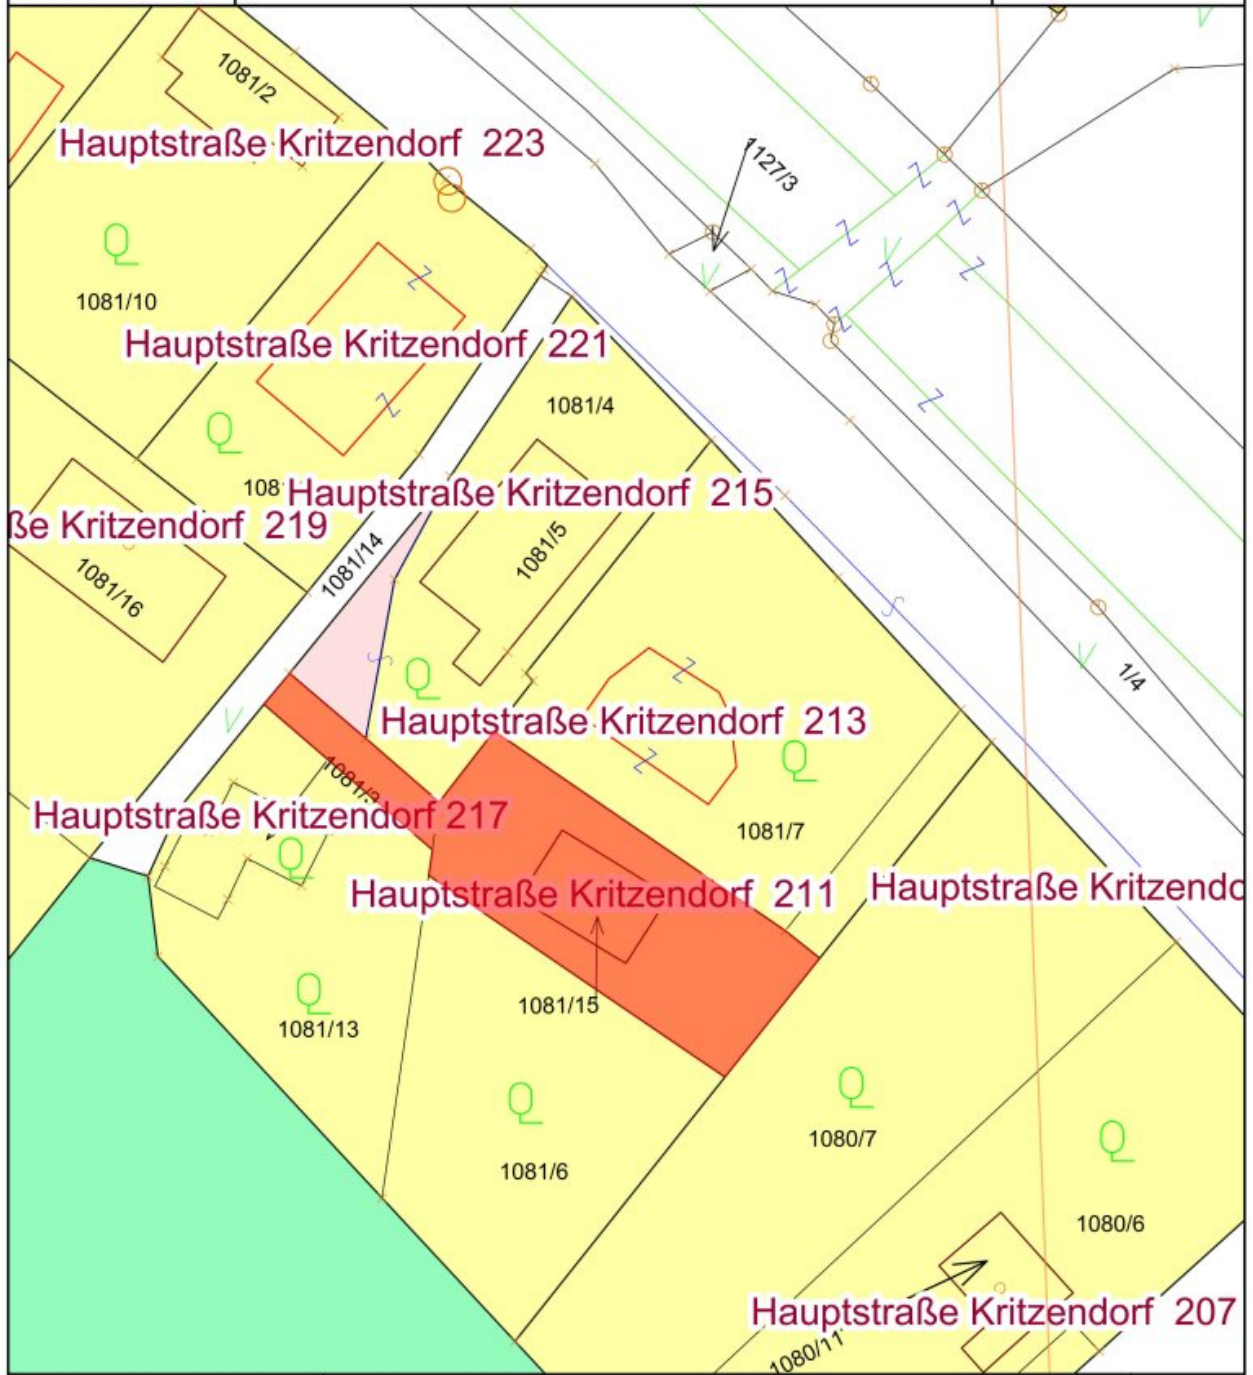 1081/2
Hauptstraße Kritzendorf 223
1127/3
1081/10
Hauptstraße Kritzendorf 221
1081/4
108
Hauptstraße Kritzendorf 215
ße Kritzendorf 219
1081/5
1081/14
1081/16
1/4
Hauptstraße Kritzendorf 213
1081/3
Hauptstraße Kritzendorf 217
1081/7
Hauptstraße Kritzendorf 211
Hauptstraße Kritzendo
1081/15
1081/13
1080/7
1081/6
1080/6
Hauptstraße Kritzendorf 207
1080/11